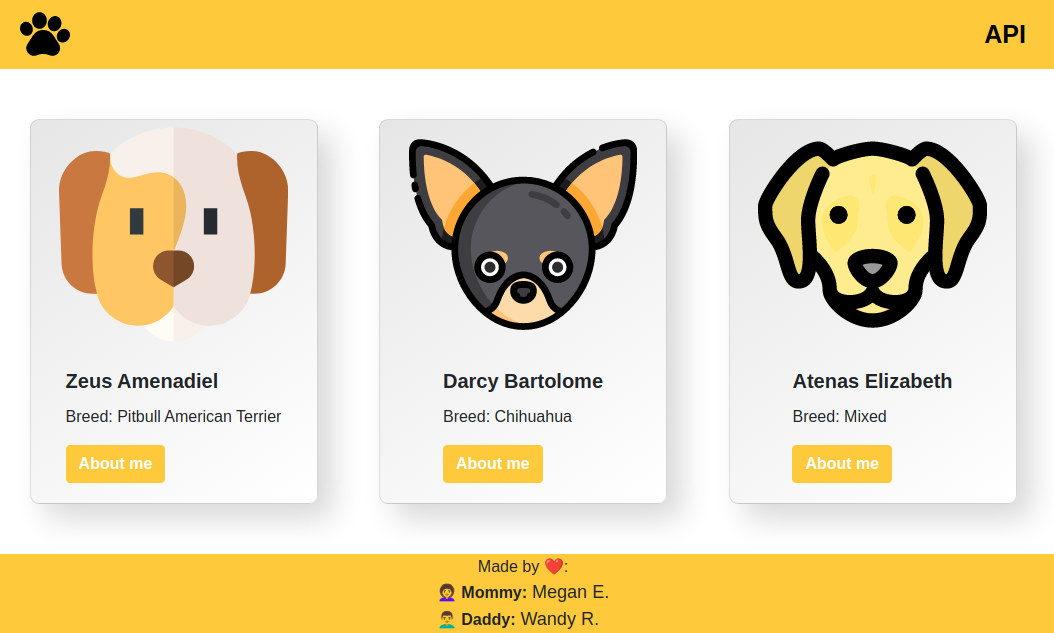 API
Zeus Amenadiel
Breed: Pitbull American Terrier
About me
Darcy Bartolome
Breed: Chihuahua
About me
Atenas Elizabeth
Breed: Mixed
About me
Made by ❤️:
👩‍🦱 Mommy: Megan E.
👨‍🦱 Daddy: Wandy R.